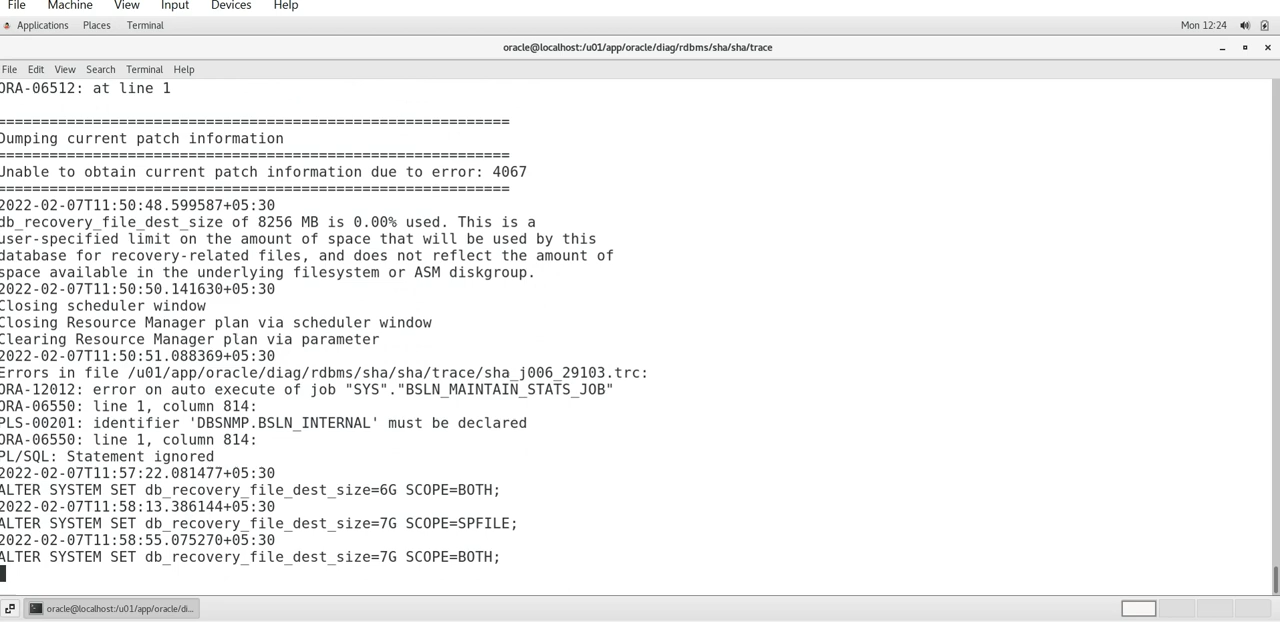 File Machine View Input Devices Help
Applications Places Terminal Mon 12:24
oracle@localhost:/u01/app/oracle/diag/rdbms/sha/sha/trace
File Edit View Search Terminal Help
ORA-06512: at line 1
============================================================
Dumping current patch information
============================================================
Unable to obtain current patch information due to error: 4067
============================================================
2022-02-07T11:50:48.599587+05:30
db_recovery_file_dest_size of 8256 MB is 0.00% used. This is a
user-specified limit on the amount of space that will be used by this
database for recovery-related files, and does not reflect the amount of
space available in the underlying filesystem or ASM diskgroup.
2022-02-07T11:50:50.141630+05:30
Closing scheduler window
Closing Resource Manager plan via scheduler window
Clearing Resource Manager plan via parameter
2022-02-07T11:50:51.088369+05:30
Errors in file /u01/app/oracle/diag/rdbms/sha/sha/trace/sha_j006_29103.trc:
ORA-12012: error on auto execute of job "SYS"."BSLN_MAINTAIN_STATS_JOB"
ORA-06550: line 1, column 814:
PLS-00201: identifier 'DBSNMP.BSLN_INTERNAL' must be declared
ORA-06550: line 1, column 814:
PL/SQL: Statement ignored
2022-02-07T11:57:22.081477+05:30
ALTER SYSTEM SET db_recovery_file_dest_size=6G SCOPE=BOTH;
2022-02-07T11:58:13.386144+05:30
ALTER SYSTEM SET db_recovery_file_dest_size=7G SCOPE=SPFILE;
2022-02-07T11:58:55.075270+05:30
ALTER SYSTEM SET db_recovery_file_dest_size=7G SCOPE=BOTH;
oracle@localhost:/u01/app/oracle/di...